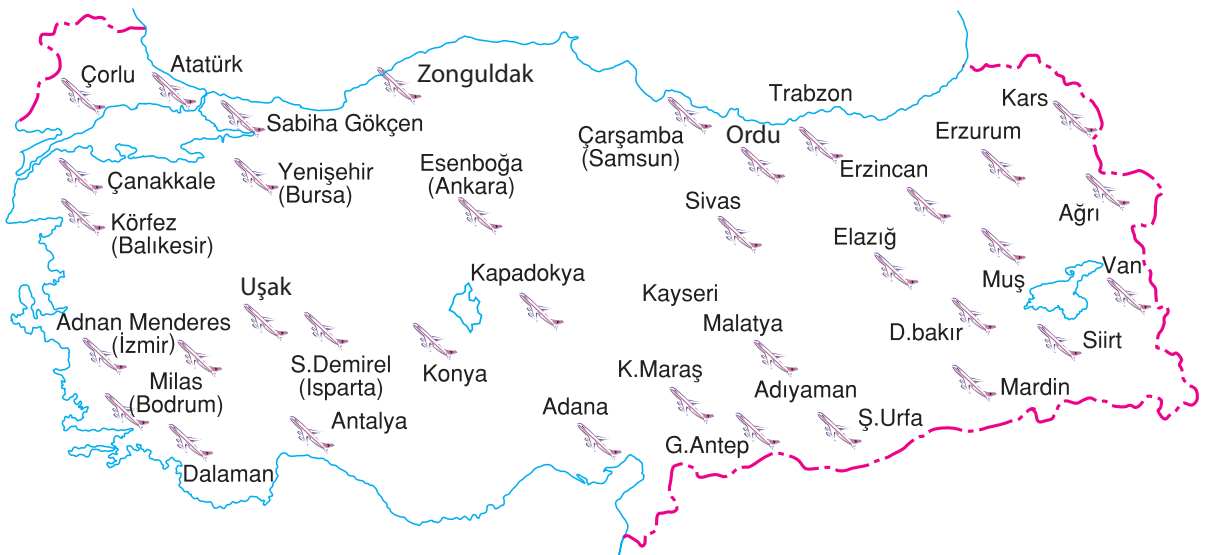 Çorlu
Atatürk
Zonguldak
Sabiha Gökçen
Trabzon
Kars
Çarşamba
(Samsun)
Ordu
Erzurum
Erzincan
Çanakkale
Yenişehir
(Bursa)
Esenboğa
(Ankara)
Sivas
Ağrı
Körfez
(Balıkesir)
Elazığ
Muş
Van
Uşak
Kapadokya
Kayseri
Malatya
Adnan Menderes
(İzmir)
S.Demirel
(Isparta)
Konya
D.bakır
Siirt
K.Maraş
Adıyaman
Mardin
Milas
(Bodrum)
Antalya
Adana
G.Antep
Ş.Urfa
Dalaman